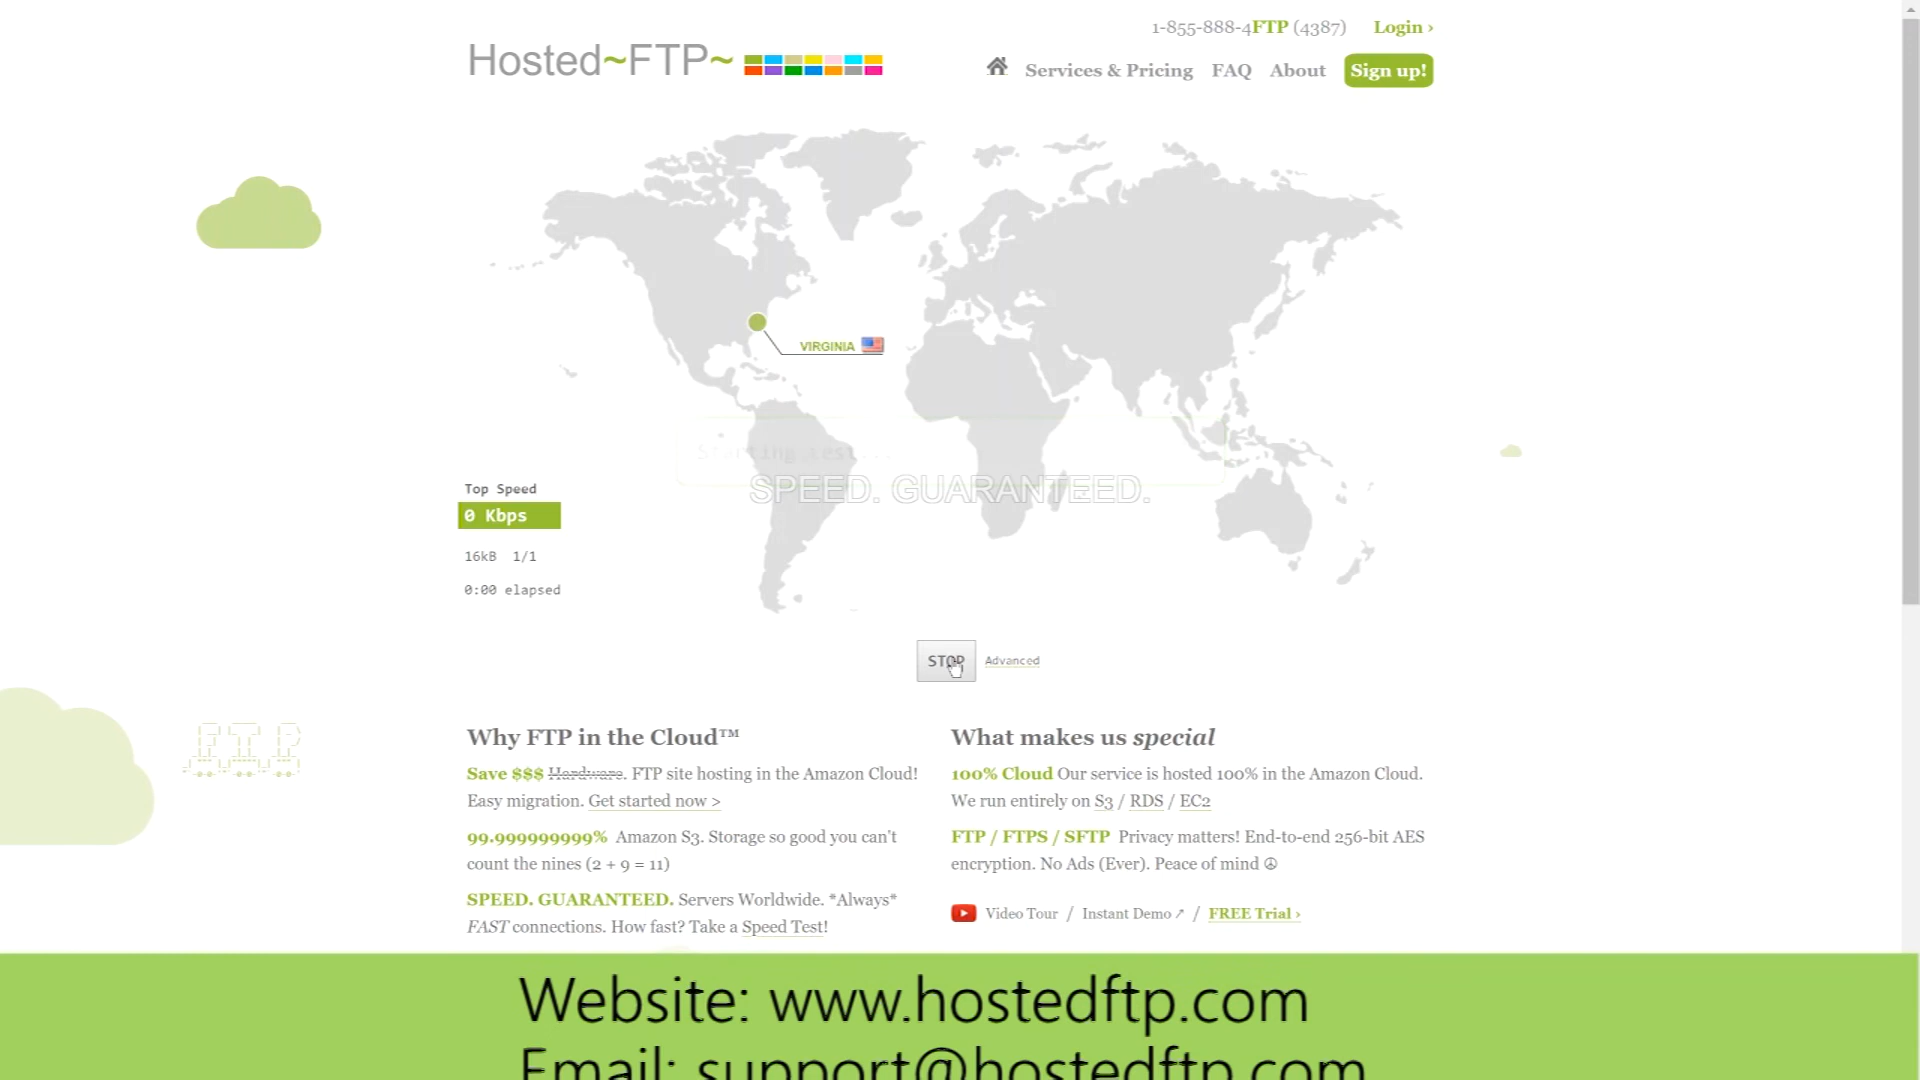 1-855-888-4FTP (4387) Login ›
Hosted~FTP~
Services & Pricing FAQ About Sign up!
VIRGINIA
Starting test...
SPEED. GUARANTEED.
Top Speed
0 Kbps
16kB 1/1
0:00 elapsed
STOP Advanced
FTP
Why FTP in the Cloud™
Save $$$ Hardware. FTP site hosting in the Amazon Cloud!
Easy migration. Get started now >
99.999999999% Amazon S3. Storage so good you can't
count the nines (2 + 9 = 11)
SPEED. GUARANTEED. Servers Worldwide. *Always*
FAST connections. How fast? Take a Speed Test!
What makes us special
100% Cloud Our service is hosted 100% in the Amazon Cloud.
We run entirely on S3 / RDS / EC2
FTP / FTPS / SFTP Privacy matters! End-to-end 256-bit AES
encryption. No Ads (Ever). Peace of mind ☮
Video Tour / Instant Demo ↗ / FREE Trial ›
Website: www.hostedftp.com
Email: support@hostedftp.com